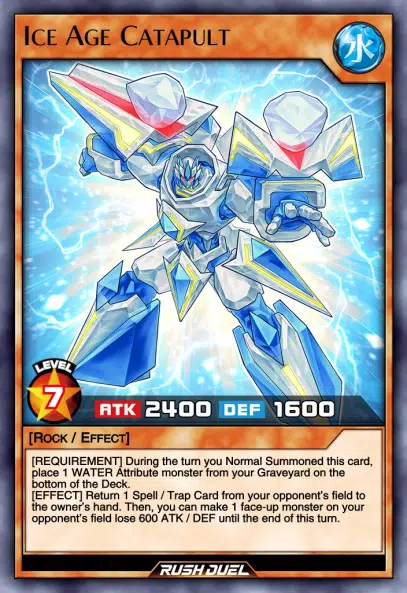 Ice Age Catapult
水
LEVEL
7
ATK 2400 DEF 1600
[Rock / Effect]
[REQUIREMENT] During the turn you Normal Summoned this card,
place 1 WATER Attribute monster from your Graveyard on the
bottom of the Deck.
[EFFECT] Return 1 Spell / Trap Card from your opponent's field to
the owner's hand. Then, you can make 1 face-up monster on your
opponent's field lose 600 ATK / DEF until the end of this turn.
RUSH DUEL